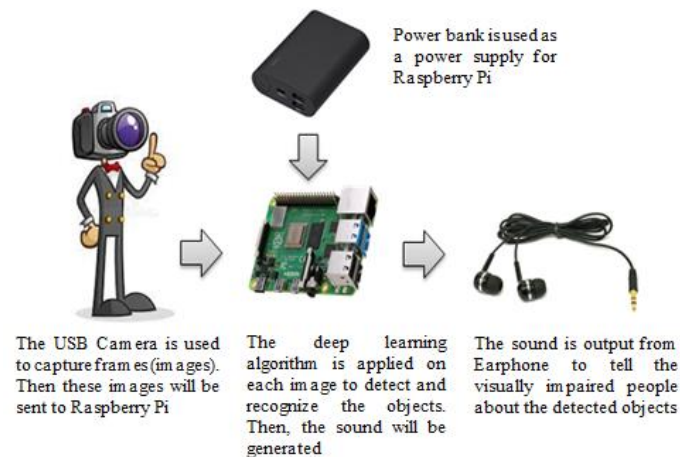 Power bank is used as
a power supply for
Raspberry Pi
The USB Camera is used
to capture frames(images).
Then these images will be
sent to Raspberry Pi
The deep learning
algorithm is applied on
each image to detect and
recognize the objects.
Then, the sound will be
generated
The sound is output from
Earphone to tell the
visually impaired people
about the detected objects